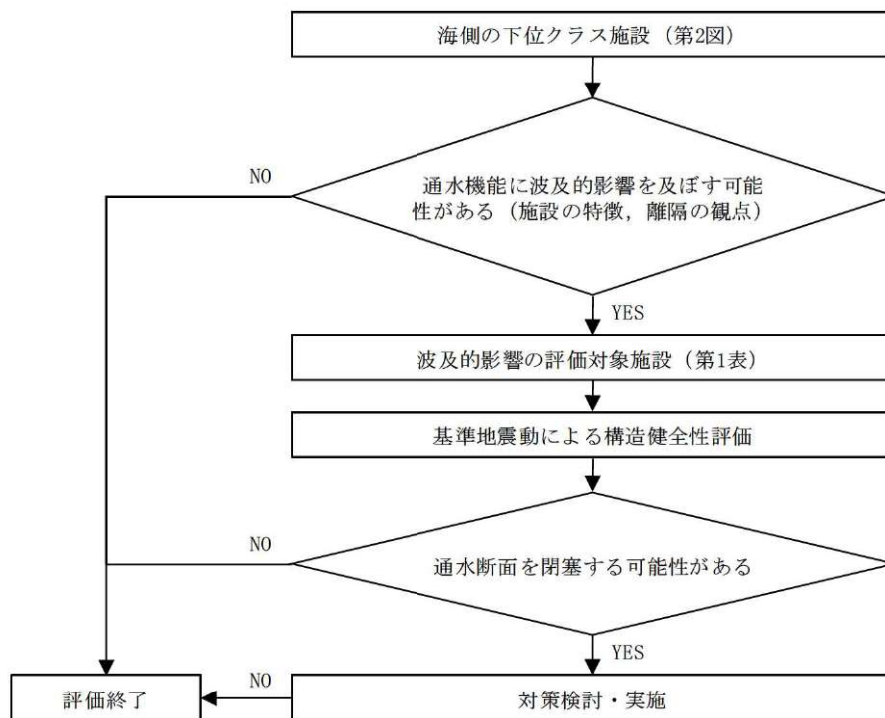 海側の下位クラス施設（第2図）
NO
通水機能に波及的影響を及ぼす可能
性がある（施設の特徴，離隔の観点）
YES
波及的影響の評価対象施設（第1表）
基準地震動による構造健全性評価
NO
通水断面を閉塞する可能性がある
YES
評価終了
NO
対策検討・実施